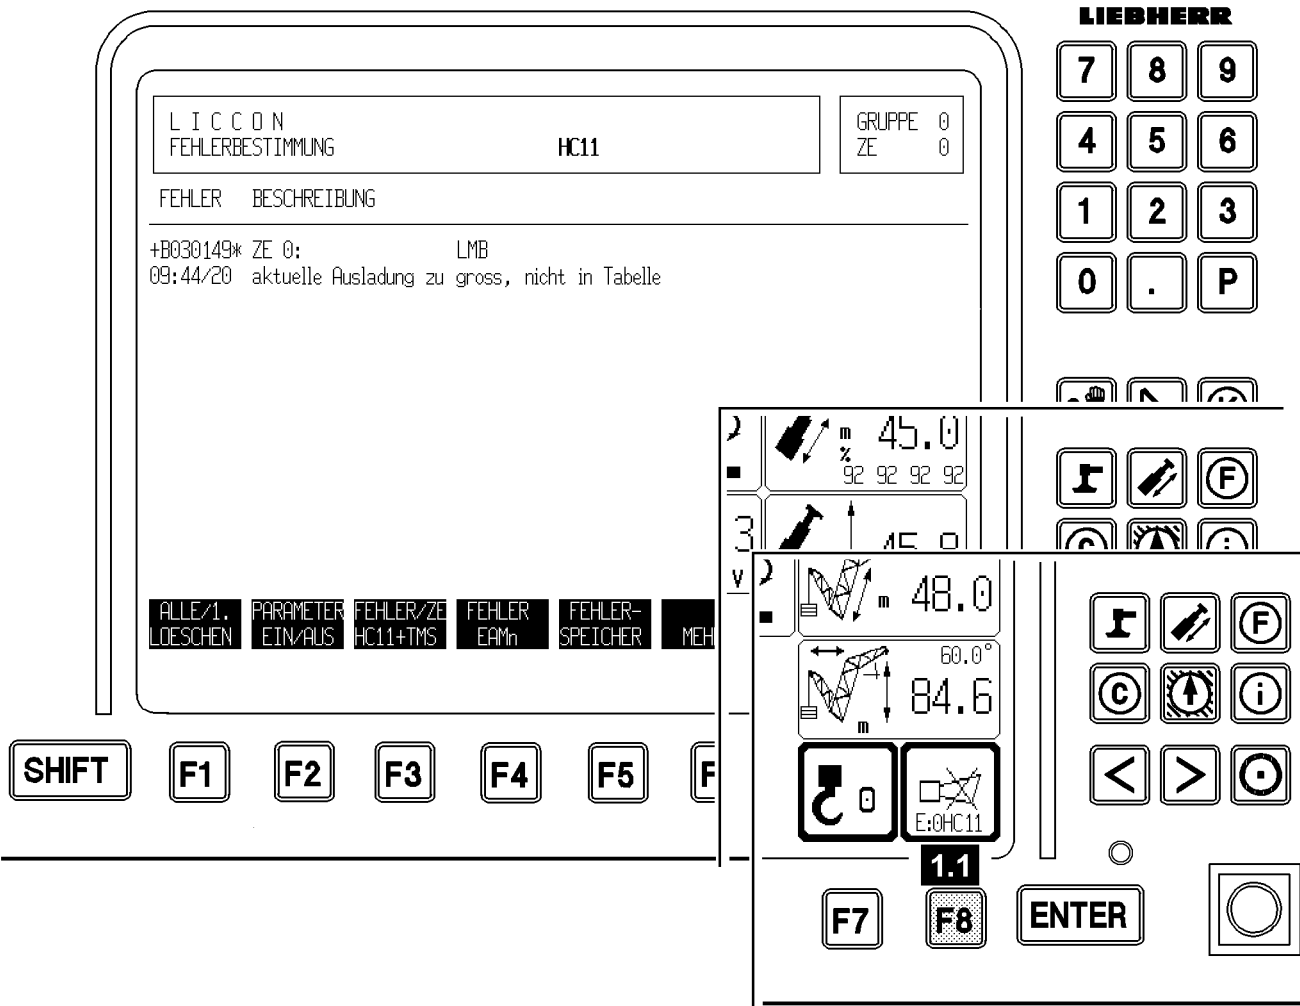 LIEBHERR
7 8 9
L I C C O N
GRUPPE 0
FEHLERBESTIMMUNG HC11
ZE 0
4 5 6
FEHLER BESCHREIBUNG
1 2 3
+B030149* ZE 0: LMB
09:44/20 aktuelle Ausladung zu gross, nicht in Tabelle
0 . P
m 45.0
%
92 92 92 92
F
3
V
m 48.0
60.0°
84.6
m
0
E:0HC11
F
C i
< >
ALLE/1. PARAMETER FEHLER/ZE FEHLER FEHLER-
LOESCHEN EIN/AUS HC11+TMS EAMn SPEICHER MEH
SHIFT F1 F2 F3 F4 F5 F
1.1
F7 F8 ENTER